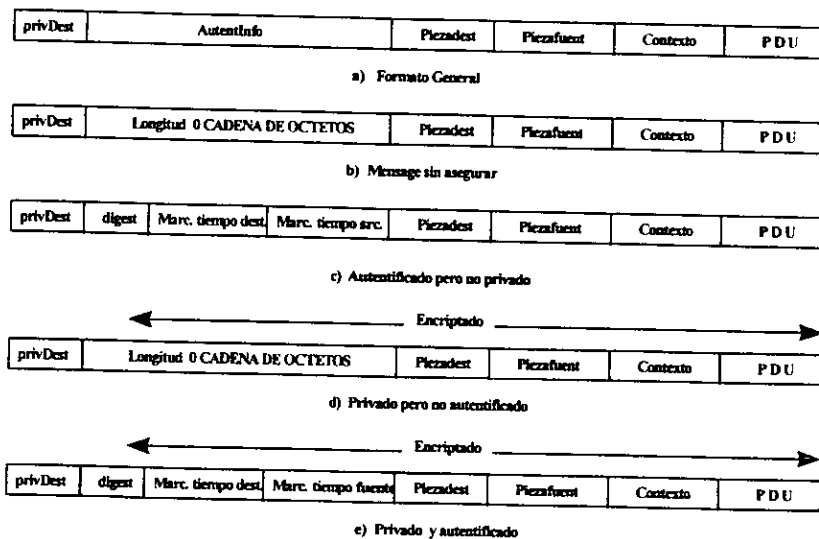 privDest AutentInfo Piezadest Piezafuent Contexto PDU
a) Formato General
privDest Longitud 0 CADENA DE OCTETOS Piezadest Piezafuent Contexto PDU
b) Mensage sin asegurar
privDest digest Marc. tiempo dest. Marc. tiempo src. Piezadest Piezafuent Contexto PDU
c) Autentificado pero no privado
Encriptado
privDest Longitud 0 CADENA DE OCTETOS Piezadest Piezafuent Contexto PDU
d) Privado pero no autentificado
Encriptado
privDest digest Marc. tiempo dest. Marc. tiempo fuente Piezadest Piezafuent Contexto PDU
e) Privado y autentificado